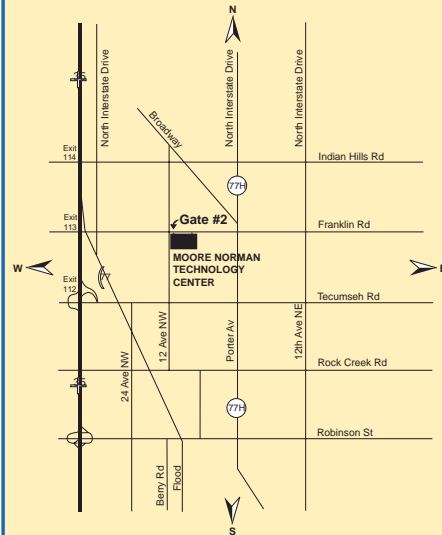 N
North Interstate Drive
North Interstate Drive
North Interstate Drive
35
Broadway
Exit
114
Indian Hills Rd
77H
Gate #2
Exit
113
Franklin Rd
MOORE NORMAN
TECHNOLOGY
CENTER
W
E
77
Exit
112
Tecumseh Rd
24 Ave NW
12 Ave NW
Porter Av
12th Ave NE
Rock Creek Rd
35
77H
Robinson St
Berry Rd
Flood
S